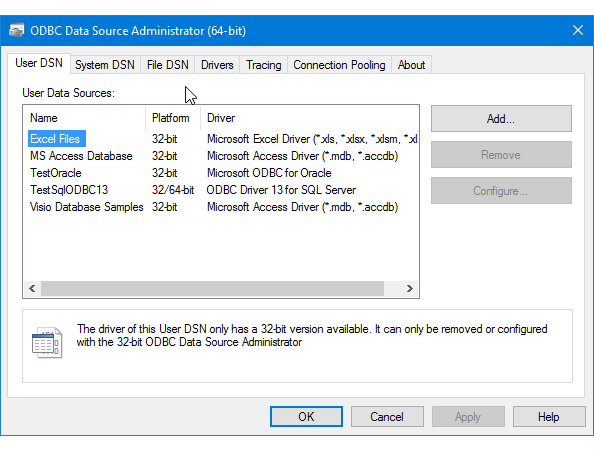 ODBC Data Source Administrator (64-bit)
User DSN System DSN File DSN Drivers Tracing Connection Pooling About
User Data Sources:
Name Platform Driver
Excel Files 32-bit Microsoft Excel Driver (*.xls, *.xlsx, *.xlsm, *.xl
MS Access Database 32-bit Microsoft Access Driver (*.mdb, *.accdb)
TestOracle 32-bit Microsoft ODBC for Oracle
TestSqlODBC13 32/64-bit ODBC Driver 13 for SQL Server
Visio Database Samples 32-bit Microsoft Access Driver (*.mdb, *.accdb)
Add...
Remove
Configure...
The driver of this User DSN only has a 32-bit version available. It can only be removed or configured
with the 32-bit ODBC Data Source Administrator
OK Cancel Apply Help